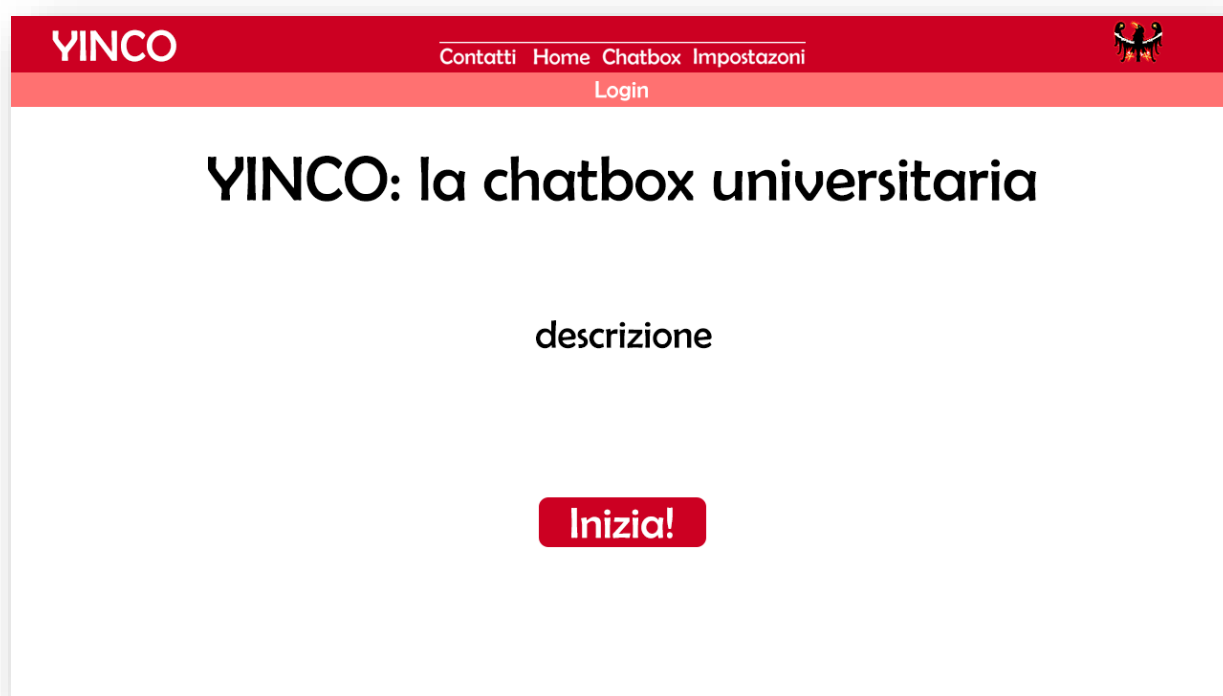 YINCO
Contatti Home Chatbox Impostazoni
Login
YINCO: la chatbox universitaria
descrizione
Inizia!